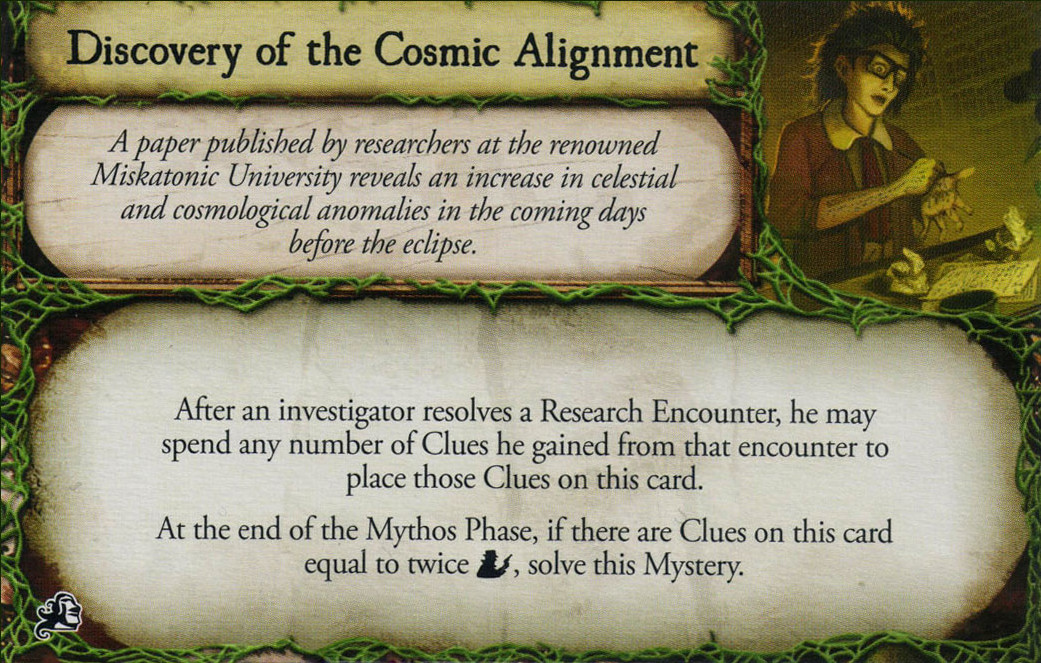 Discovery of the Cosmic Alignment
A paper published by researchers at the renowned
Miskatonic University reveals an increase in celestial
and cosmological anomalies in the coming days
before the eclipse.
After an investigator resolves a Research Encounter, he may
spend any number of Clues he gained from that encounter to
place those Clues on this card.
At the end of the Mythos Phase, if there are Clues on this card
equal to twice , solve this Mystery.